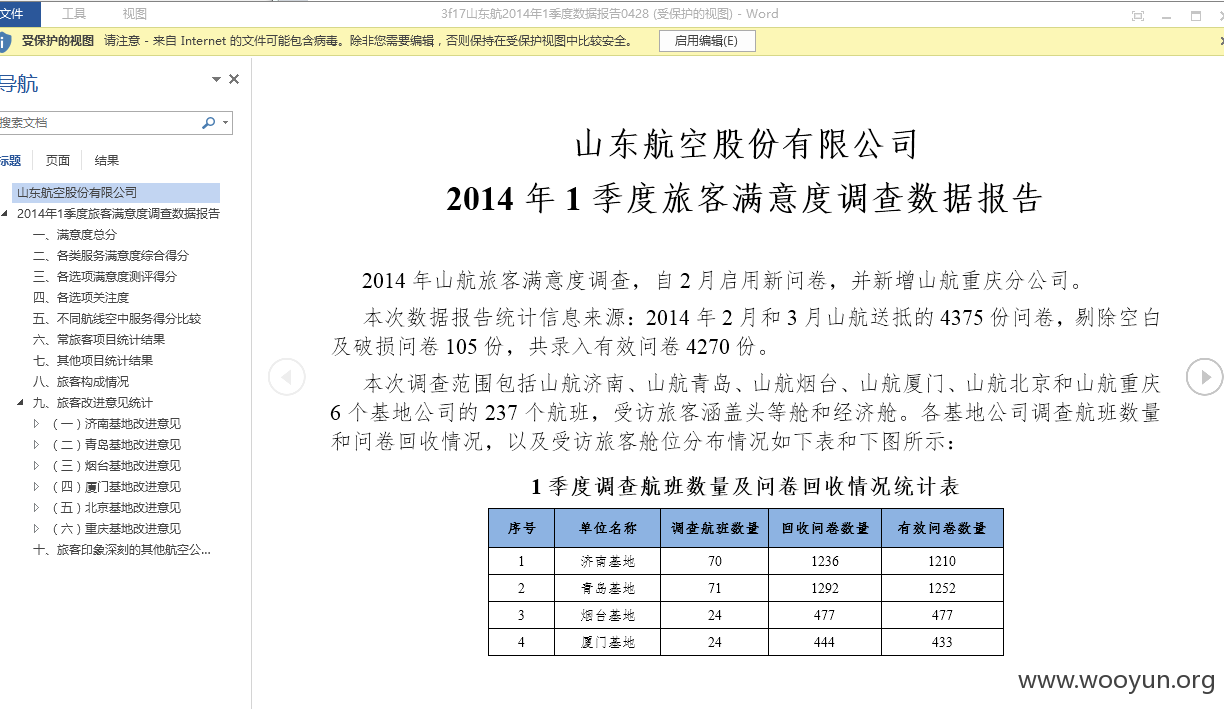 文件 工具 视图 3f17山东航2014年1季度数据报告0428 (受保护的视图) - Word
受保护的视图 请注意 - 来自 Internet 的文件可能包含病毒。除非您需要编辑，否则保持在受保护视图中比较安全。 启用编辑(E)
导航
搜索文档
标题 页面 结果
山东航空股份有限公司
2014年1季度旅客满意度调查数据报告
一、满意度总分
二、各类服务满意度综合得分
三、各选项满意度测评得分
四、各选项关注度
五、不同航线空中服务得分比较
六、常旅客项目统计结果
七、其他项目统计结果
八、旅客构成情况
九、旅客改进意见统计
（一）济南基地改进意见
（二）青岛基地改进意见
（三）烟台基地改进意见
（四）厦门基地改进意见
（五）北京基地改进意见
（六）重庆基地改进意见
十、旅客印象深刻的其他航空公...
山东航空股份有限公司
2014 年 1 季度旅客满意度调查数据报告
2014 年山航旅客满意度调查，自 2 月启用新问卷，并新增山航重庆分公司。
本次数据报告统计信息来源：2014 年 2 月和 3 月山航送抵的 4375 份问卷，剔除空白
及破损问卷 105 份，共录入有效问卷 4270 份。
本次调查范围包括山航济南、山航青岛、山航烟台、山航厦门、山航北京和山航重庆
6 个基地公司的 237 个航班，受访旅客涵盖头等舱和经济舱。各基地公司调查航班数量
和问卷回收情况，以及受访旅客舱位分布情况如下表和下图所示：
1 季度调查航班数量及问卷回收情况统计表
序号 单位名称 调查航班数量 回收问卷数量 有效问卷数量
1 济南基地 70 1236 1210
2 青岛基地 71 1292 1252
3 烟台基地 24 477 477
4 厦门基地 24 444 433
www.wooyun.org